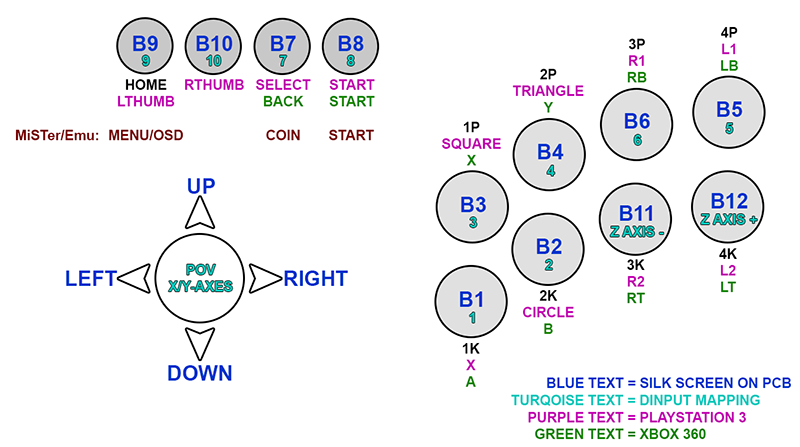 B9 B10 B7 B8
9 10 7 8
HOME RTHUMB SELECT START
LTHUMB BACK START
MiSTer/Emu: MENU/OSD COIN START
UP
LEFT
POV
X/Y-AXES
RIGHT
DOWN
1P
SQUARE
X
B3
3
2P
TRIANGLE
Y
B4
4
3P
R1
RB
B6
6
4P
L1
LB
B5
5
B1
1
1K
X
A
B2
2
2K
CIRCLE
B
B11
Z AXIS -
3K
R2
RT
B12
Z AXIS +
4K
L2
LT
BLUE TEXT = SILK SCREEN ON PCB
TURQOISE TEXT = DINPUT MAPPING
PURPLE TEXT = PLAYSTATION 3
GREEN TEXT = XBOX 360